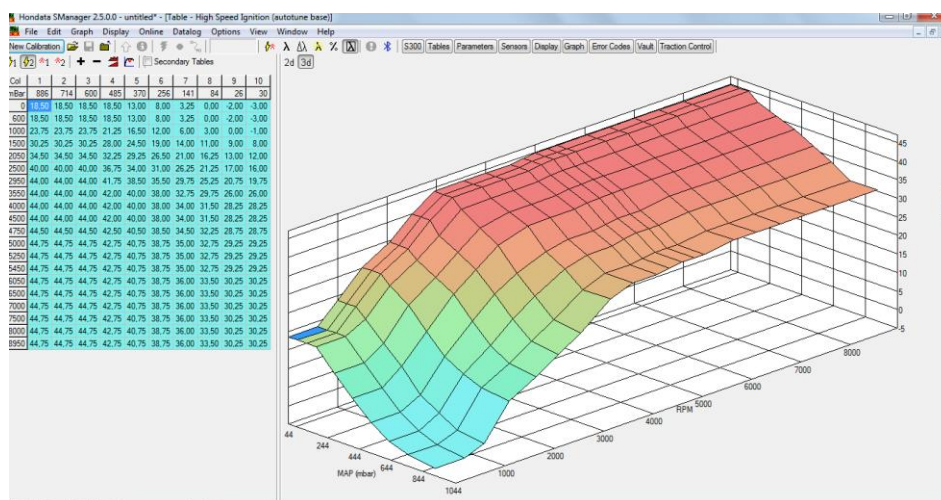 Hondata SManager 2.5.0.0 - untitled* - [Table - High Speed Ignition (autotune base)]
File Edit Graph Display Online Datalog Options View Window Help
New Calibration S300 Tables Parameters Sensors Display Graph Error Codes Vault Traction Control
Secondary Tables 2d 3d
Col 1 2 3 4 5 6 7 8 9 10
mBar 886 714 600 485 370 256 141 84 26 30
0 18,50 18,50 18,50 18,50 13,00 8,00 3,25 0,00 -2,00 -3,00
600 18,50 18,50 18,50 18,50 13,00 8,00 3,25 0,00 -2,00 -3,00
1000 23,75 23,75 23,75 21,25 16,50 12,00 6,00 3,00 0,00 -1,00
1500 30,25 30,25 30,25 28,00 24,50 19,00 14,00 11,00 9,00 8,00
2050 34,50 34,50 34,50 32,25 29,25 26,50 21,00 16,25 13,00 12,00
2500 40,00 40,00 40,00 36,75 34,00 31,00 26,25 21,25 17,00 16,00
2950 44,00 44,00 44,00 41,75 38,50 35,50 29,75 25,25 20,75 19,75
3550 44,00 44,00 44,00 42,00 40,00 38,00 32,75 29,75 26,00 26,00
4000 44,00 44,00 44,00 42,00 40,00 38,00 34,00 31,50 28,25 28,25
4500 44,00 44,00 44,00 42,00 40,00 38,00 34,00 31,50 28,25 28,25
4750 44,50 44,50 44,50 42,50 40,50 38,50 34,50 32,25 28,75 28,75
5000 44,75 44,75 44,75 42,75 40,75 38,75 35,00 32,75 29,25 29,25
5250 44,75 44,75 44,75 42,75 40,75 38,75 35,00 32,75 29,25 29,25
5450 44,75 44,75 44,75 42,75 40,75 38,75 35,00 32,75 29,25 29,25
6050 44,75 44,75 44,75 42,75 40,75 38,75 36,00 33,50 30,25 30,25
6500 44,75 44,75 44,75 42,75 40,75 38,75 36,00 33,50 30,25 30,25
7000 44,75 44,75 44,75 42,75 40,75 38,75 36,00 33,50 30,25 30,25
7500 44,75 44,75 44,75 42,75 40,75 38,75 36,00 33,50 30,25 30,25
8000 44,75 44,75 44,75 42,75 40,75 38,75 36,00 33,50 30,25 30,25
8950 44,75 44,75 44,75 42,75 40,75 38,75 36,00 33,50 30,25 30,25
45
40
35
30
25
20
15
10
5
0
-5
44
244
444
644
844
1044
MAP (mbar)
1000
2000
3000
4000
5000
6000
7000
8000
RPM